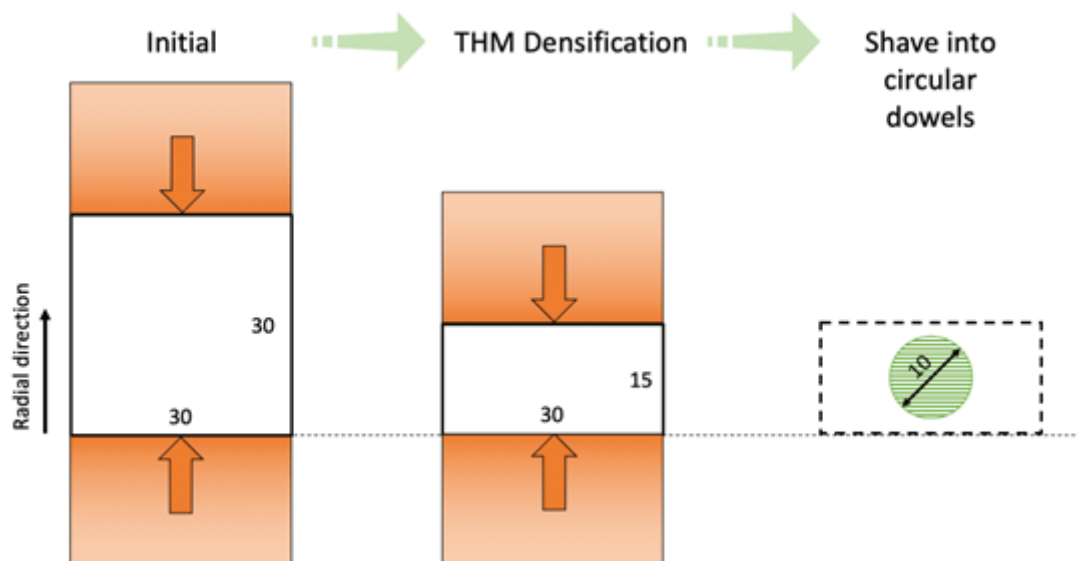 Initial
THM Densification
Shave into
circular
dowels
Radial direction
30
30
15
30
10